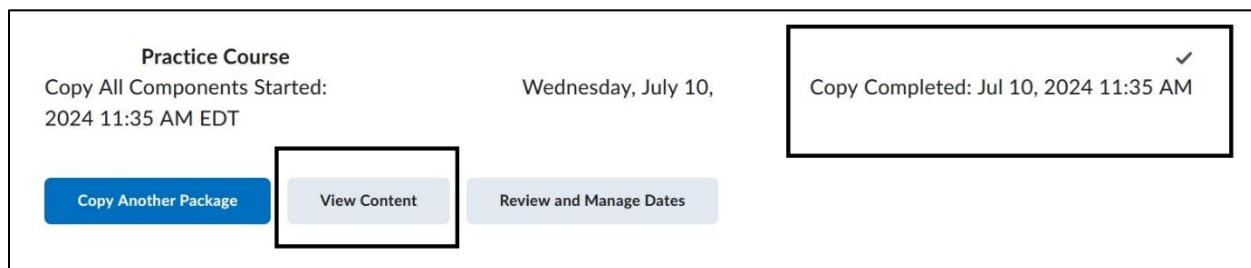 Practice Course
Copy All Components Started: Wednesday, July 10,
2024 11:35 AM EDT
✓
Copy Completed: Jul 10, 2024 11:35 AM
Copy Another Package
View Content
Review and Manage Dates